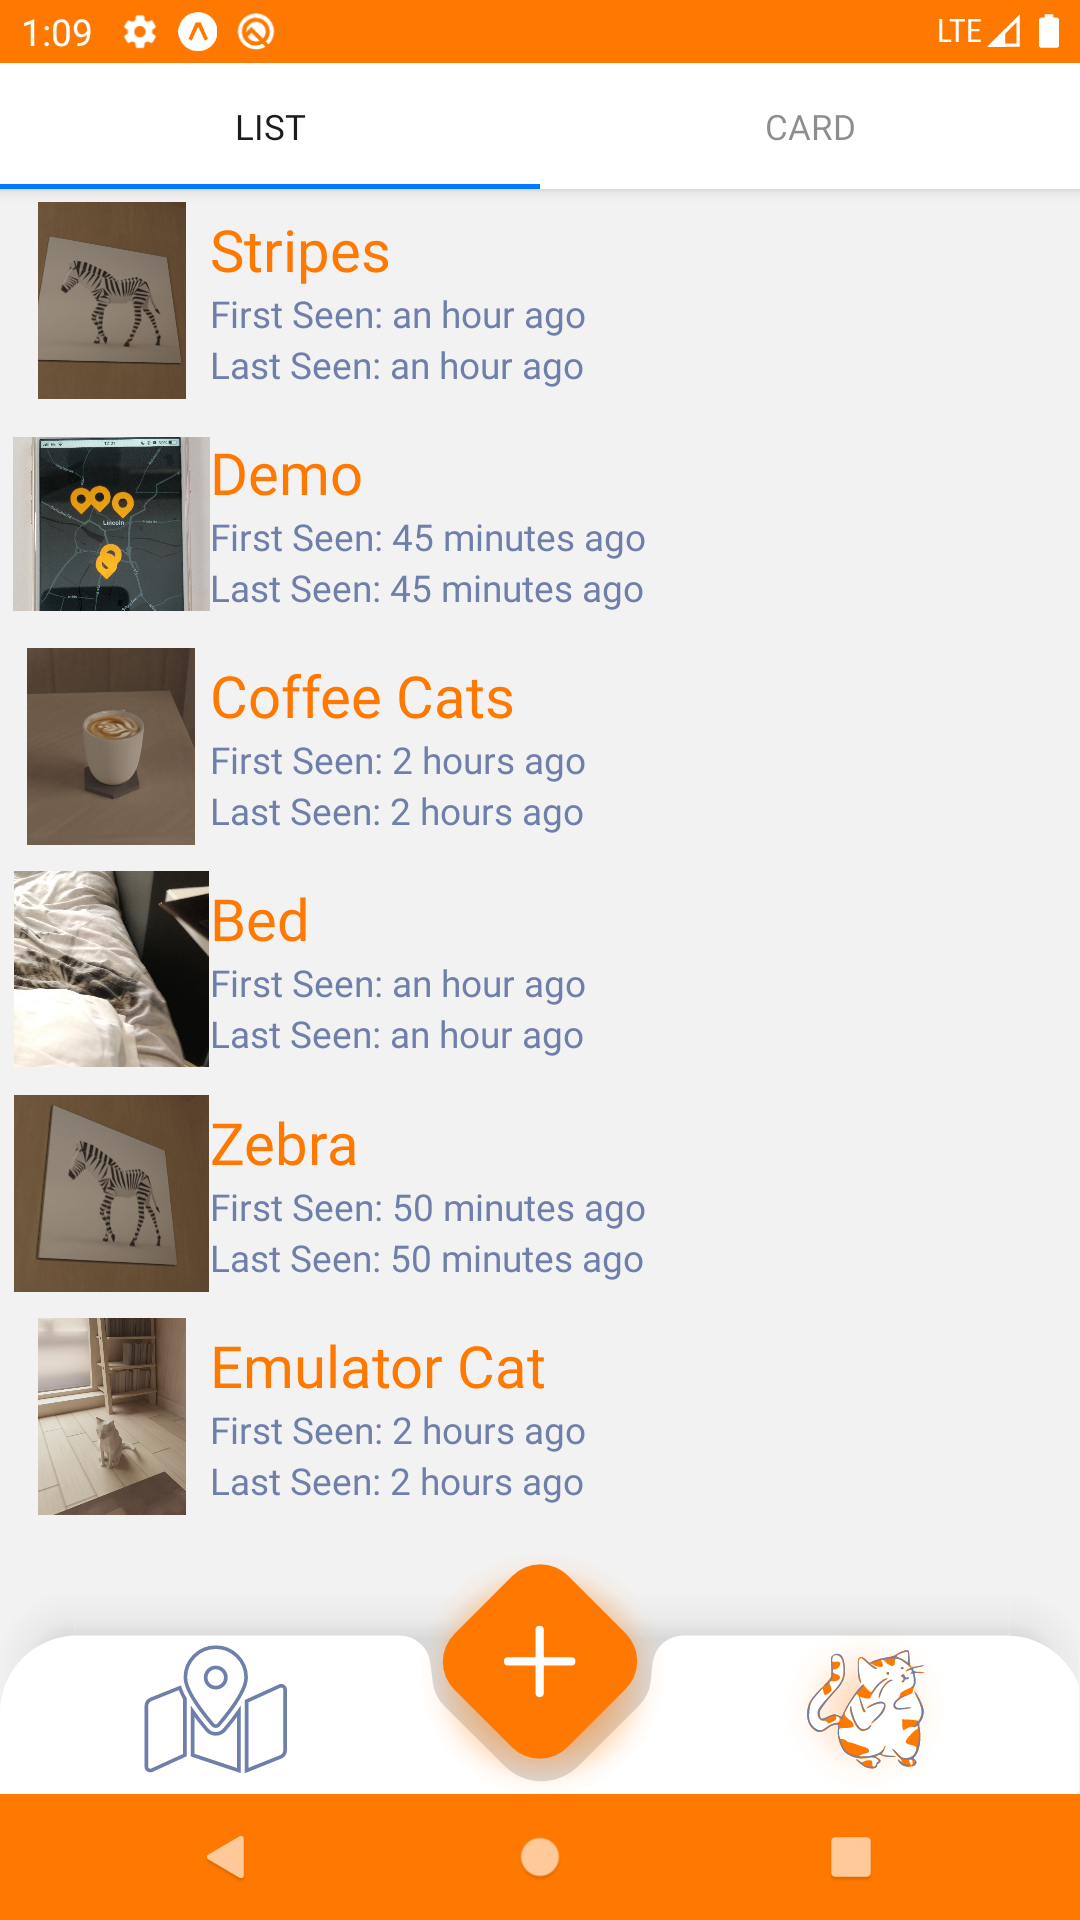 1:09
LTE
LIST
CARD
Stripes
First Seen: an hour ago
Last Seen: an hour ago
Lincoln
Demo
First Seen: 45 minutes ago
Last Seen: 45 minutes ago
Coffee Cats
First Seen: 2 hours ago
Last Seen: 2 hours ago
Bed
First Seen: an hour ago
Last Seen: an hour ago
Zebra
First Seen: 50 minutes ago
Last Seen: 50 minutes ago
Emulator Cat
First Seen: 2 hours ago
Last Seen: 2 hours ago